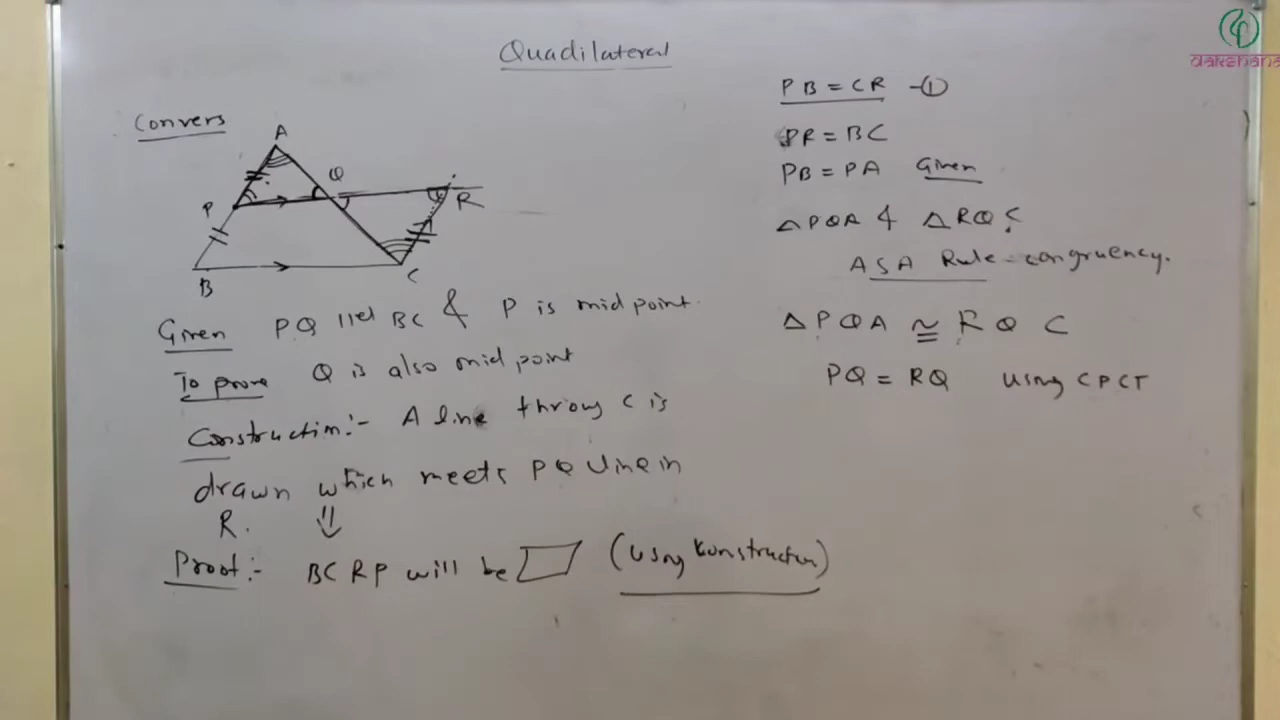 Quadilateral
dakshana
Convers
A
P
Q
R
B
C
Given PQ llel BC & P is mid point.
To prove Q is also mid point
Construction:- A line throug C is
drawn which meets PQ line in
R. ⇓
Proof:- BCRP will be ▱ (Using Construction)
PB = CR -①
PR = BC
PB = PA Given
△PQA & △RQC
ASA Rule-congruency.
△PQA ≅ RQC
PQ = RQ Using CPCT